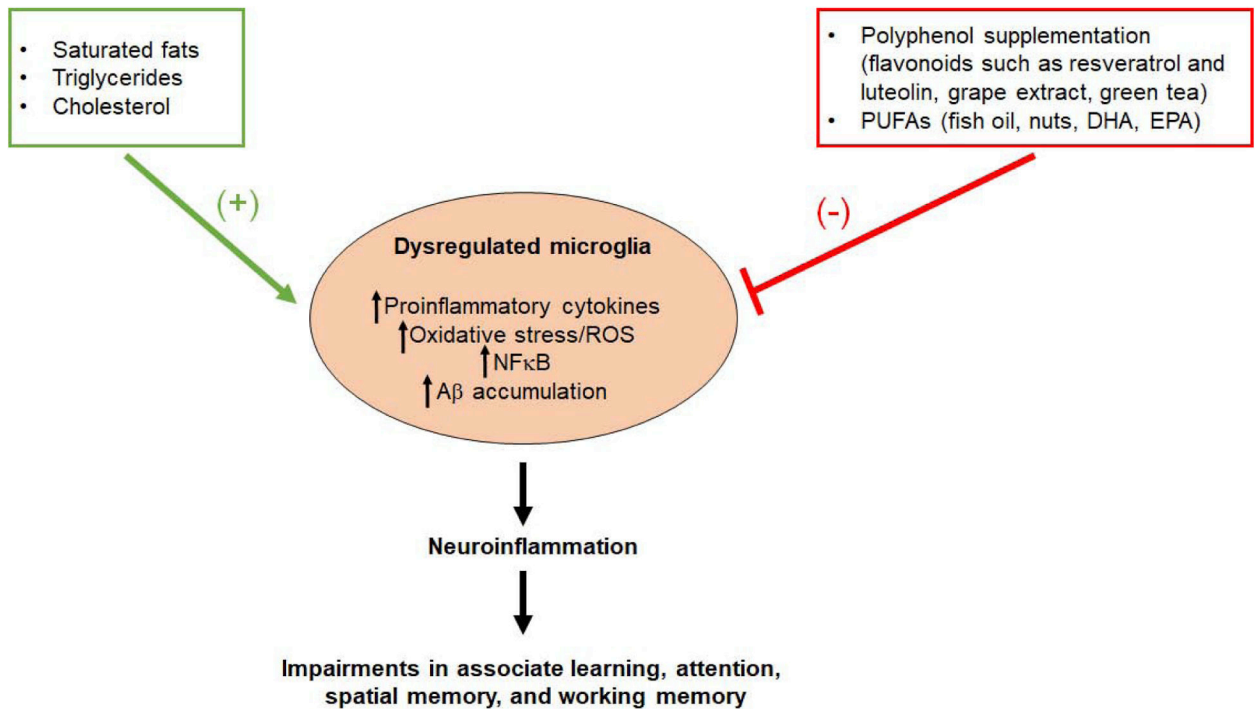 • Saturated fats
• Triglycerides
• Cholesterol
• Polyphenol supplementation
(flavonoids such as resveratrol and
luteolin, grape extract, green tea)
• PUFAs (fish oil, nuts, DHA, EPA)
(+)
(-)
Dysregulated microglia
↑Proinflammatory cytokines
↑Oxidative stress/ROS
↑NFκB
↑Aβ accumulation
Neuroinflammation
Impairments in associate learning, attention,
spatial memory, and working memory